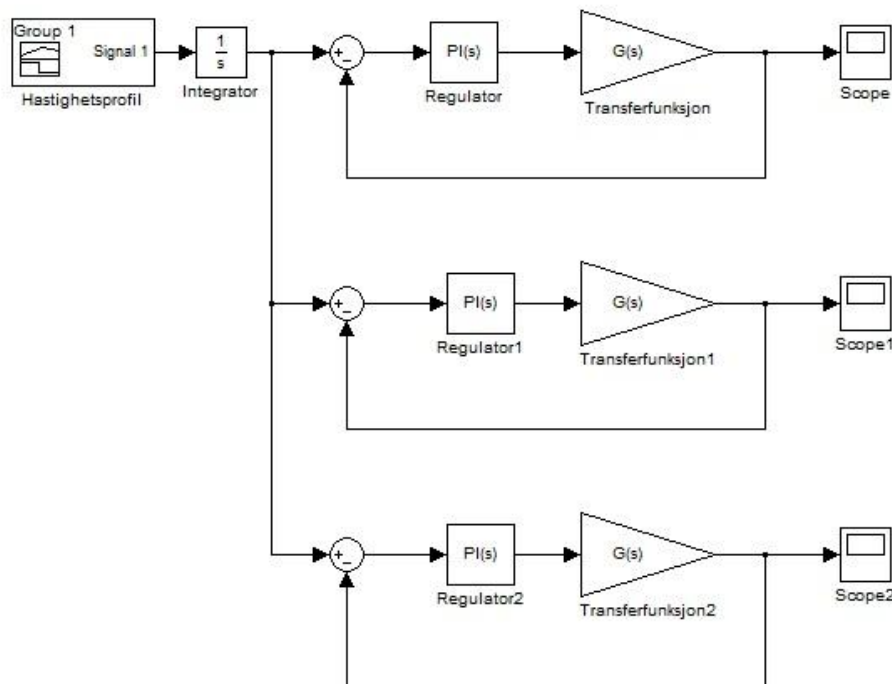 Group 1
Signal 1
Hastighetsprofil
1
s
Integrator
+
−
PI(s)
Regulator
G(s)
Transferfunksjon
Scope
+
−
PI(s)
Regulator1
G(s)
Transferfunksjon1
Scope1
+
−
PI(s)
Regulator2
G(s)
Transferfunksjon2
Scope2